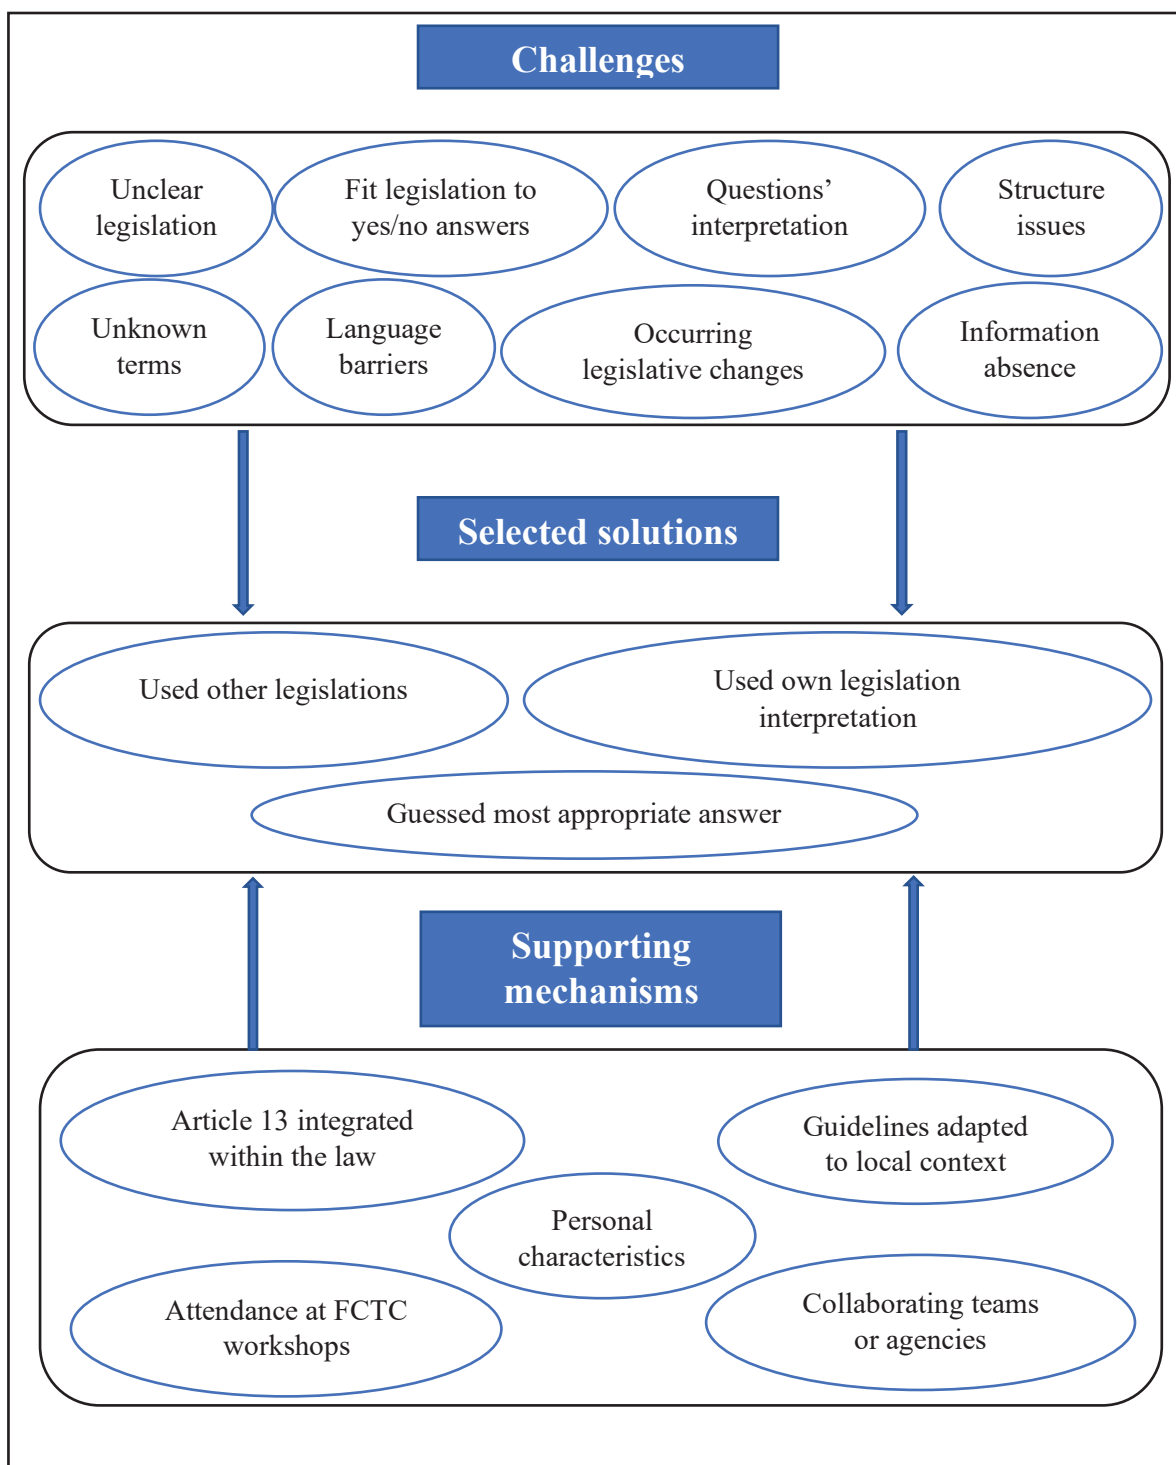 Challenges
Unclear
legislation
Fit legislation to
yes/no answers
Questions’
interpretation
Structure
issues
Unknown
terms
Language
barriers
Occurring
legislative changes
Information
absence
Selected solutions
Used other legislations
Used own legislation
interpretation
Guessed most appropriate answer
Supporting
mechanisms
Article 13 integrated
within the law
Guidelines adapted
to local context
Personal
characteristics
Attendance at FCTC
workshops
Collaborating teams
or agencies